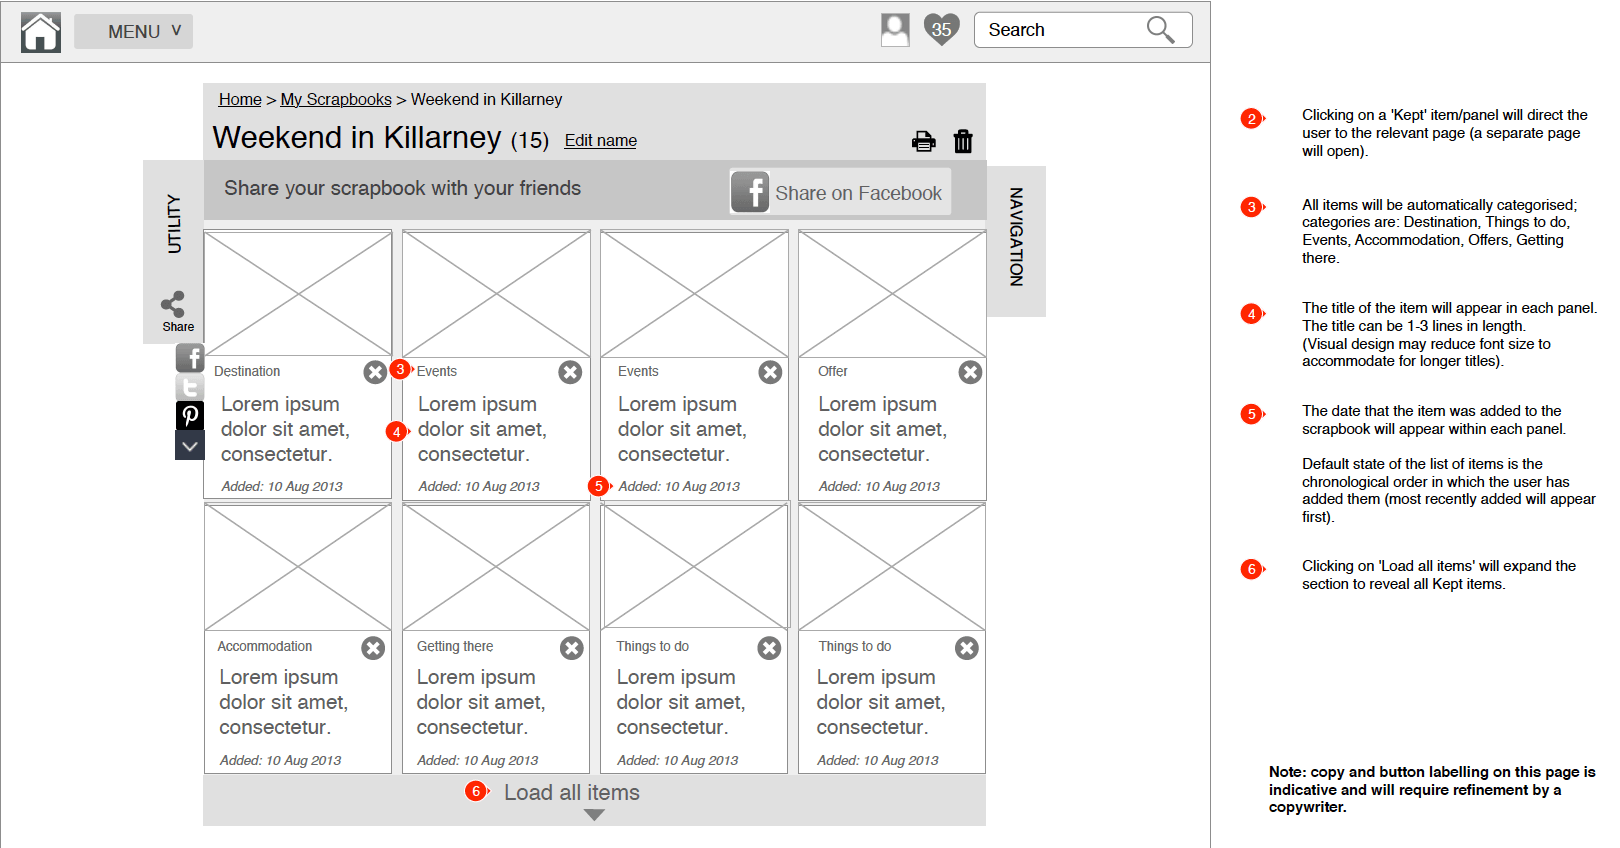 MENU V
35
Search
Home > My Scrapbooks > Weekend in Killarney
Weekend in Killarney (15) Edit name
Share your scrapbook with your friends
f Share on Facebook
UTILITY
Share
f
t
NAVIGATION
Destination
Lorem ipsum
dolor sit amet,
consectetur.
Added: 10 Aug 2013
3 Events
4
Lorem ipsum
dolor sit amet,
consectetur.
Added: 10 Aug 2013
Events
Lorem ipsum
dolor sit amet,
consectetur.
5 Added: 10 Aug 2013
Offer
Lorem ipsum
dolor sit amet,
consectetur.
Added: 10 Aug 2013
Accommodation
Lorem ipsum
dolor sit amet,
consectetur.
Added: 10 Aug 2013
Getting there
Lorem ipsum
dolor sit amet,
consectetur.
Added: 10 Aug 2013
Things to do
Lorem ipsum
dolor sit amet,
consectetur.
Added: 10 Aug 2013
Things to do
Lorem ipsum
dolor sit amet,
consectetur.
Added: 10 Aug 2013
6 Load all items
2 Clicking on a 'Kept' item/panel will direct the
user to the relevant page (a separate page
will open).
3 All items will be automatically categorised;
categories are: Destination, Things to do,
Events, Accommodation, Offers, Getting
there.
4 The title of the item will appear in each panel.
The title can be 1-3 lines in length.
(Visual design may reduce font size to
accommodate for longer titles).
5 The date that the item was added to the
scrapbook will appear within each panel.
Default state of the list of items is the
chronological order in which the user has
added them (most recently added will appear
first).
6 Clicking on 'Load all items' will expand the
section to reveal all Kept items.
Note: copy and button labelling on this page is
indicative and will require refinement by a
copywriter.